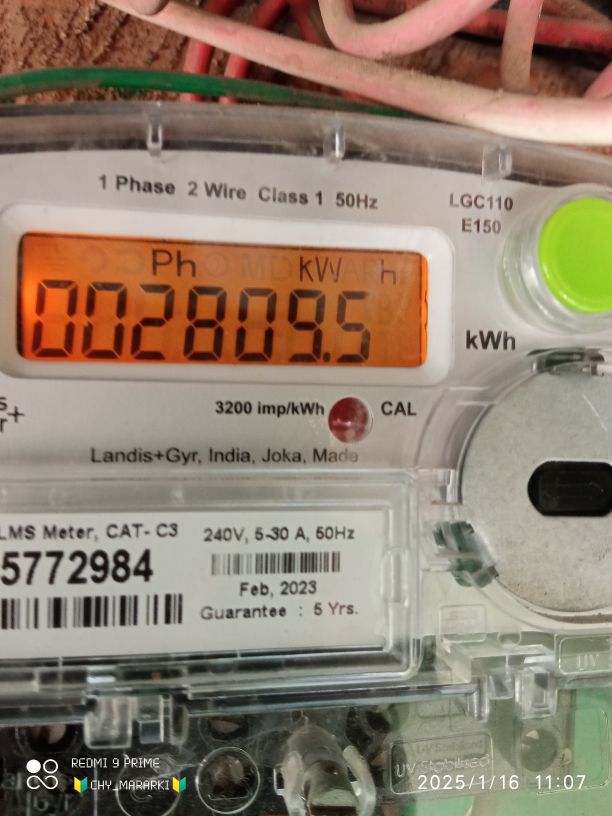 1 Phase 2 Wire Class 1 50Hz
LGC110
E150
Ph kW h
002809.5
kWh
3200 imp/kWh CAL
Landis+Gyr, India, Joka, Made
LMS Meter, CAT- C3
5772984
240V, 5-30 A, 50Hz
Feb, 2023
Guarantee : 5 Yrs.
UV Stabilised
REDMI 9 PRIME
CHY_MARARKI
2025/1/16 11:07